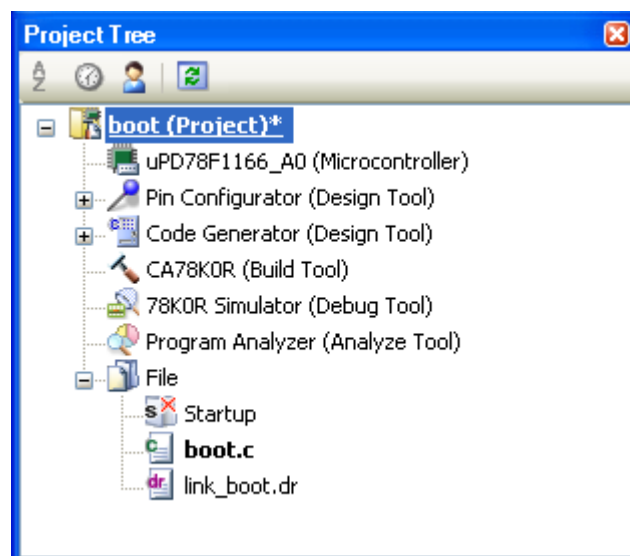 Project Tree
boot (Project)*
uPD78F1166_A0 (Microcontroller)
Pin Configurator (Design Tool)
Code Generator (Design Tool)
CA78K0R (Build Tool)
78K0R Simulator (Debug Tool)
Program Analyzer (Analyze Tool)
File
Startup
boot.c
link_boot.dr